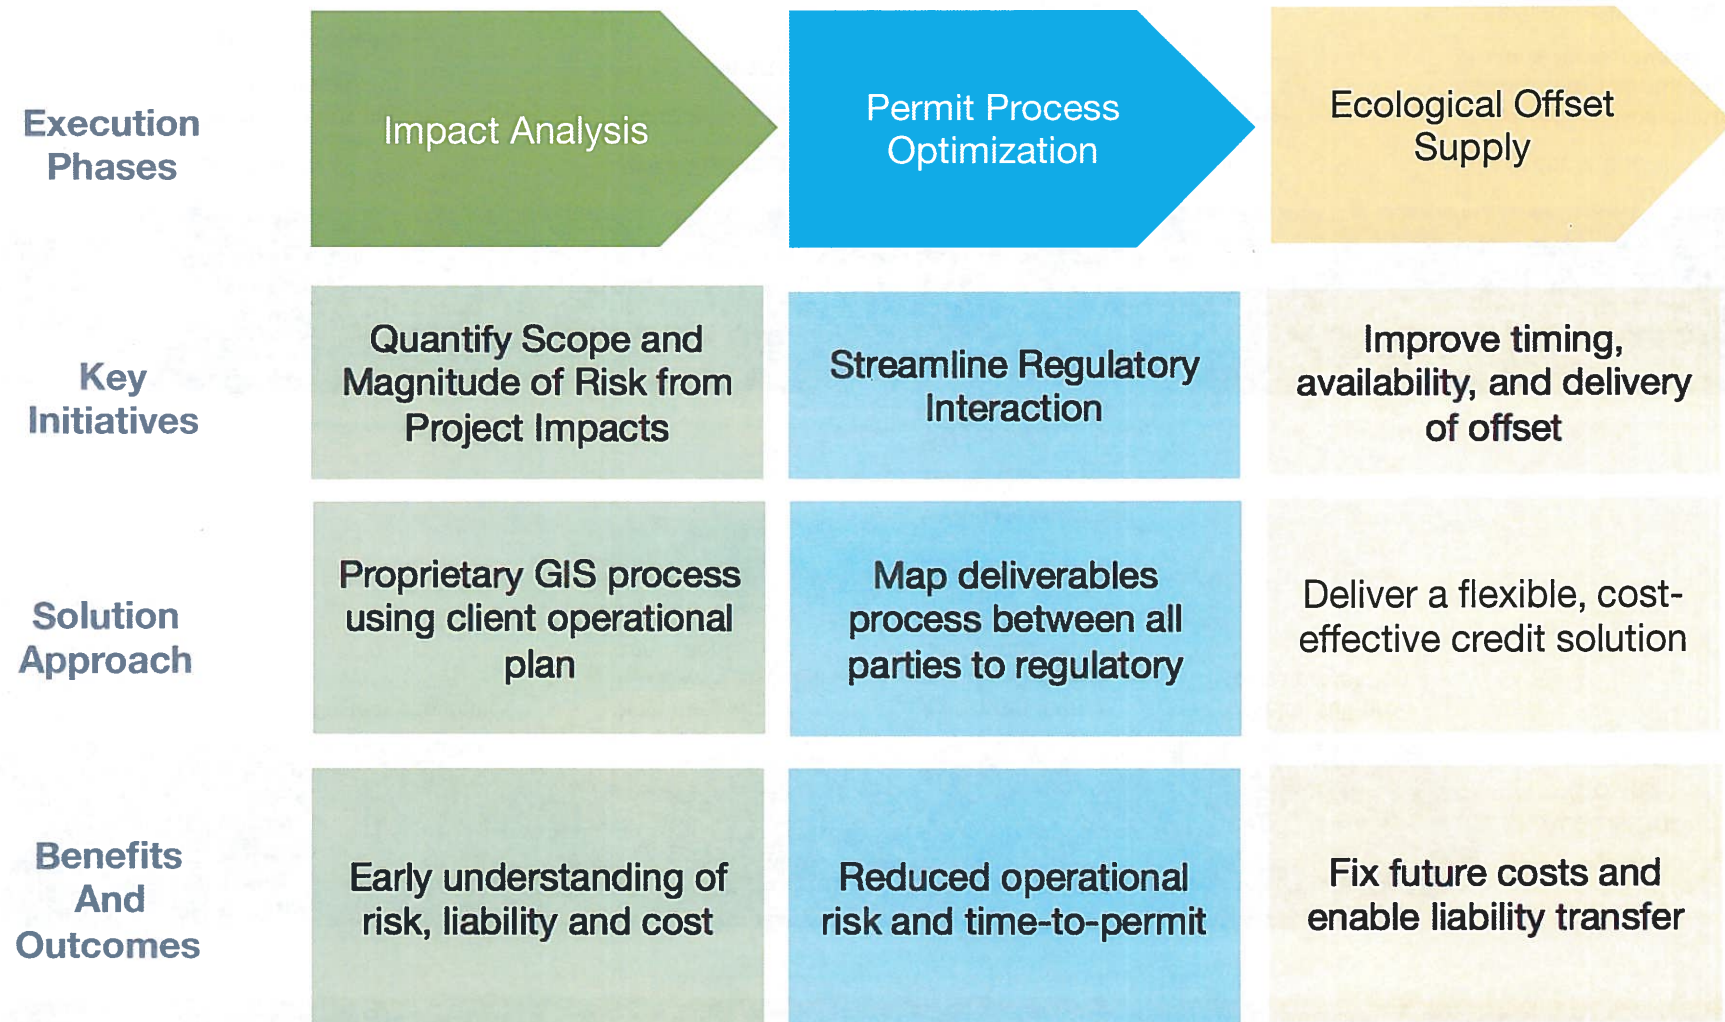 Execution
Phases
Impact Analysis
Permit Process
Optimization
Ecological Offset
Supply
Key
Initiatives
Quantify Scope and
Magnitude of Risk from
Project Impacts
Streamline Regulatory
Interaction
Improve timing,
availability, and delivery
of offset
Solution
Approach
Proprietary GIS process
using client operational
plan
Map deliverables
process between all
parties to regulatory
Deliver a flexible, cost-
effective credit solution
Benefits
And
Outcomes
Early understanding of
risk, liability and cost
Reduced operational
risk and time-to-permit
Fix future costs and
enable liability transfer